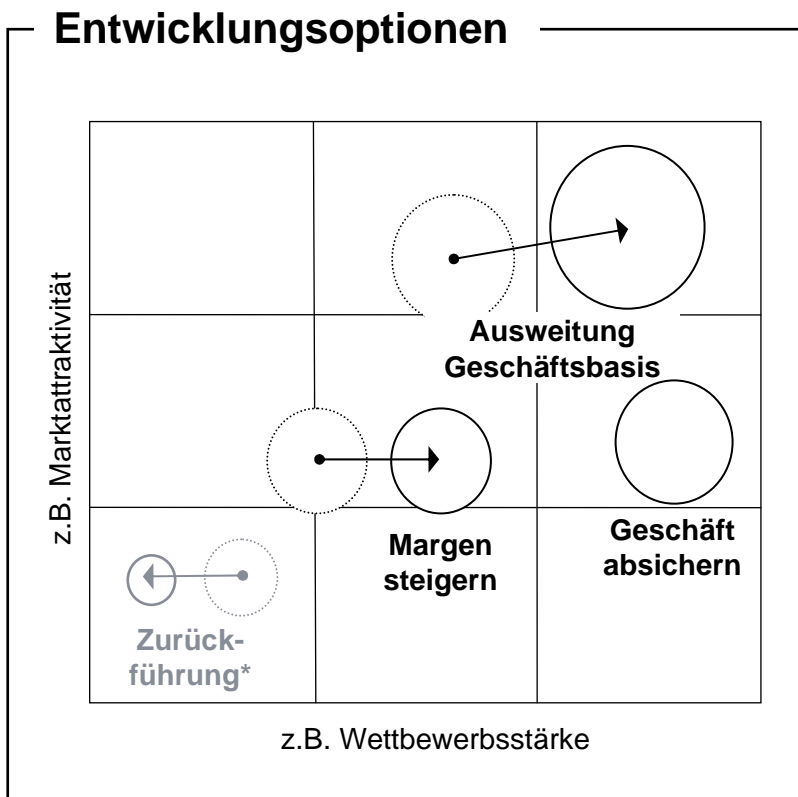 Entwicklungsoptionen
z.B. Marktattraktivität
Ausweitung
Geschäftsbasis
Margen
steigern
Geschäft
absichern
Zurück-
führung*
z.B. Wettbewerbsstärke